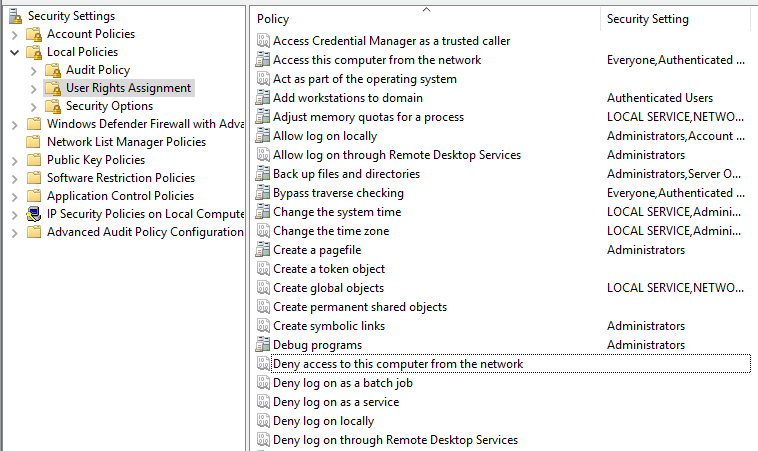 Security Settings
Account Policies
Local Policies
Audit Policy
User Rights Assignment
Security Options
Windows Defender Firewall with Adva
Network List Manager Policies
Public Key Policies
Software Restriction Policies
Application Control Policies
IP Security Policies on Local Compute
Advanced Audit Policy Configuration
Policy Security Setting
Access Credential Manager as a trusted caller
Access this computer from the network Everyone,Authenticated ...
Act as part of the operating system
Add workstations to domain Authenticated Users
Adjust memory quotas for a process LOCAL SERVICE,NETWO...
Allow log on locally Administrators,Account ...
Allow log on through Remote Desktop Services Administrators
Back up files and directories Administrators,Server O...
Bypass traverse checking Everyone,Authenticated ...
Change the system time LOCAL SERVICE,Admini...
Change the time zone LOCAL SERVICE,Admini...
Create a pagefile Administrators
Create a token object
Create global objects LOCAL SERVICE,NETWO...
Create permanent shared objects
Create symbolic links Administrators
Debug programs Administrators
Deny access to this computer from the network
Deny log on as a batch job
Deny log on as a service
Deny log on locally
Deny log on through Remote Desktop Services